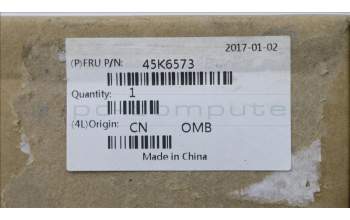 2017-01-02
(P)FRU P/N: 45K6573
Quantity: 1
(4L)Origin: CN OMB
Made in China